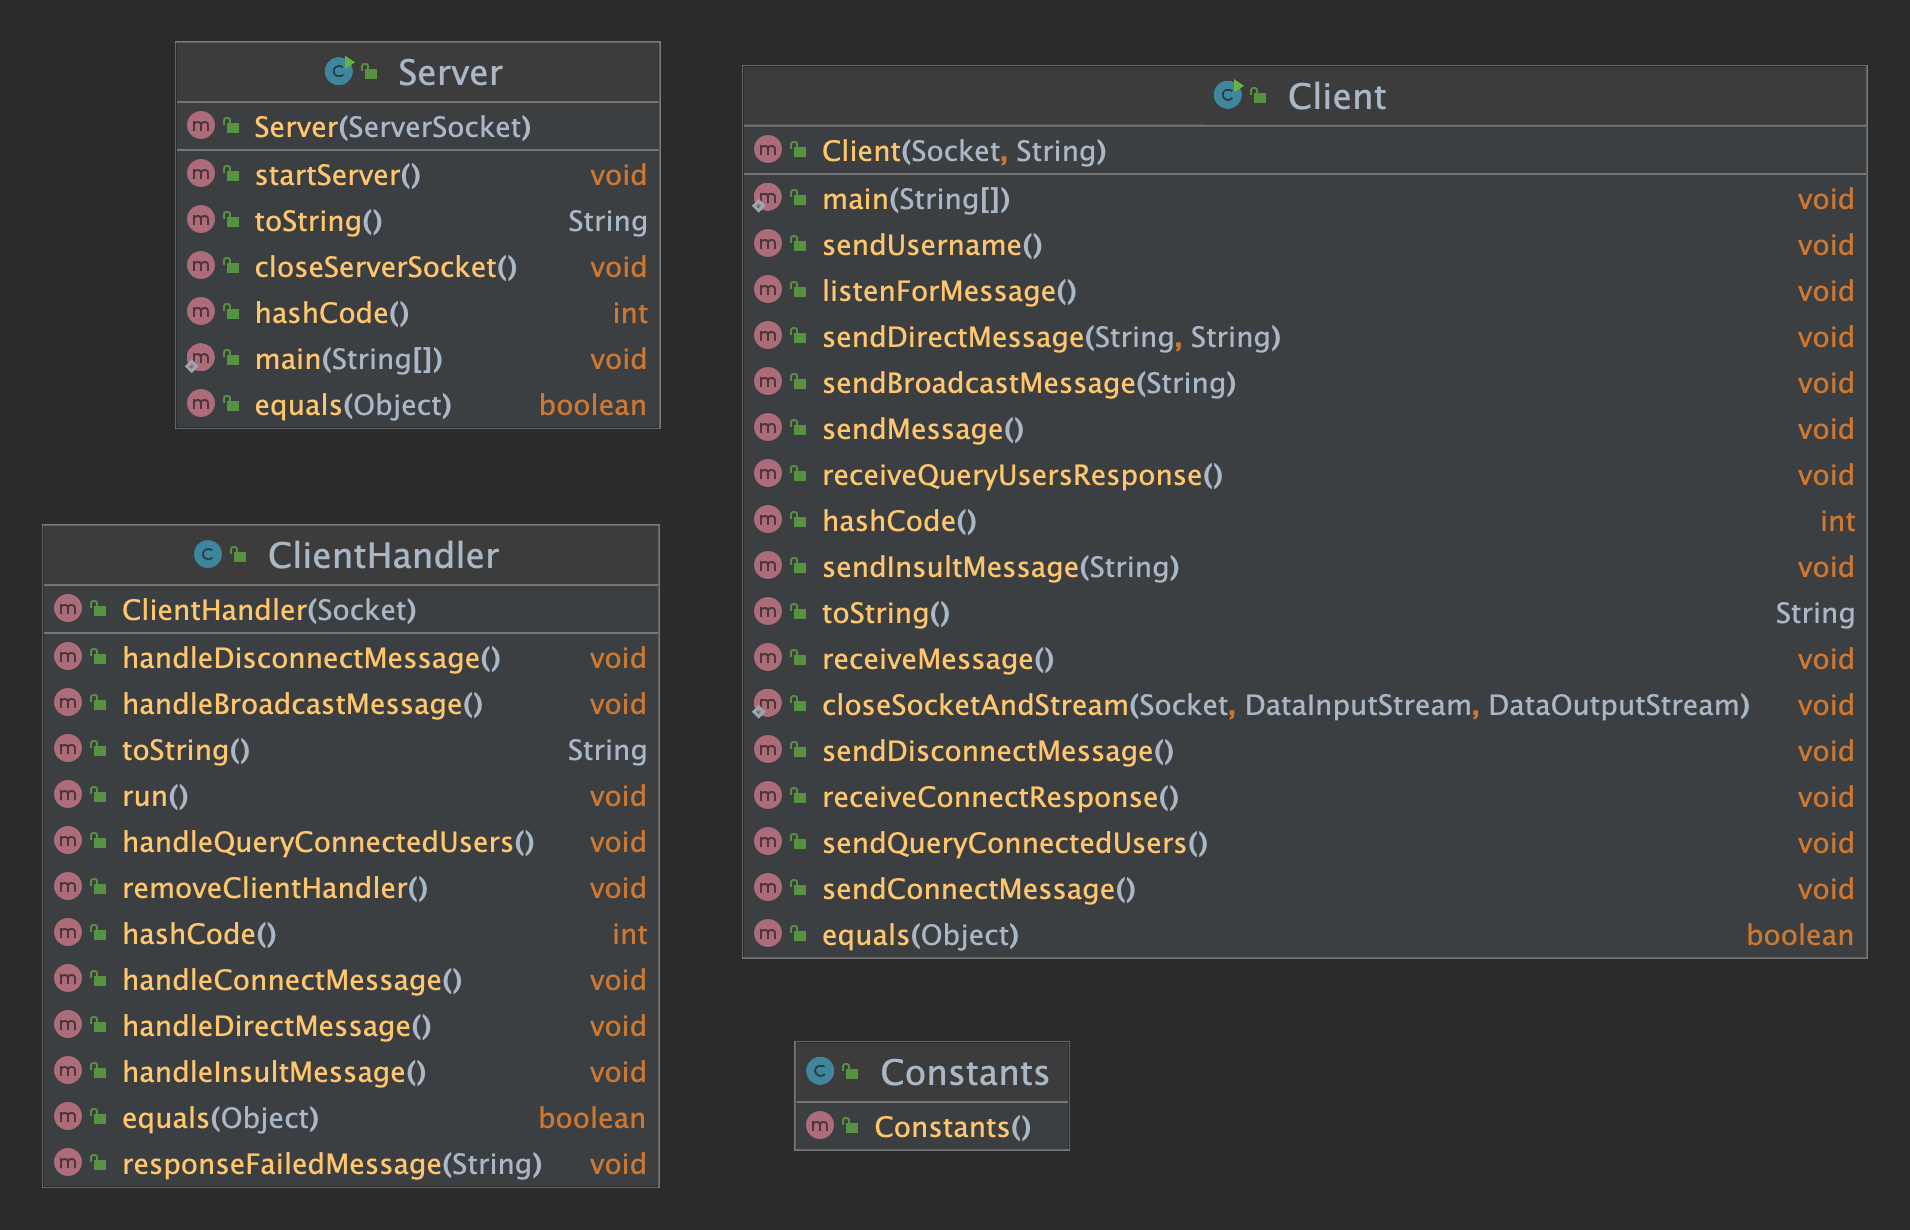 Server
Server(ServerSocket)
startServer() void
toString() String
closeServerSocket() void
hashCode() int
main(String[]) void
equals(Object) boolean
Client
Client(Socket, String)
main(String[]) void
sendUsername() void
listenForMessage() void
sendDirectMessage(String, String) void
sendBroadcastMessage(String) void
sendMessage() void
receiveQueryUsersResponse() void
hashCode() int
sendInsultMessage(String) void
toString() String
receiveMessage() void
closeSocketAndStream(Socket, DataInputStream, DataOutputStream) void
sendDisconnectMessage() void
receiveConnectResponse() void
sendQueryConnectedUsers() void
sendConnectMessage() void
equals(Object) boolean
ClientHandler
ClientHandler(Socket)
handleDisconnectMessage() void
handleBroadcastMessage() void
toString() String
run() void
handleQueryConnectedUsers() void
removeClientHandler() void
hashCode() int
handleConnectMessage() void
handleDirectMessage() void
handleInsultMessage() void
equals(Object) boolean
responseFailedMessage(String) void
Constants
Constants()